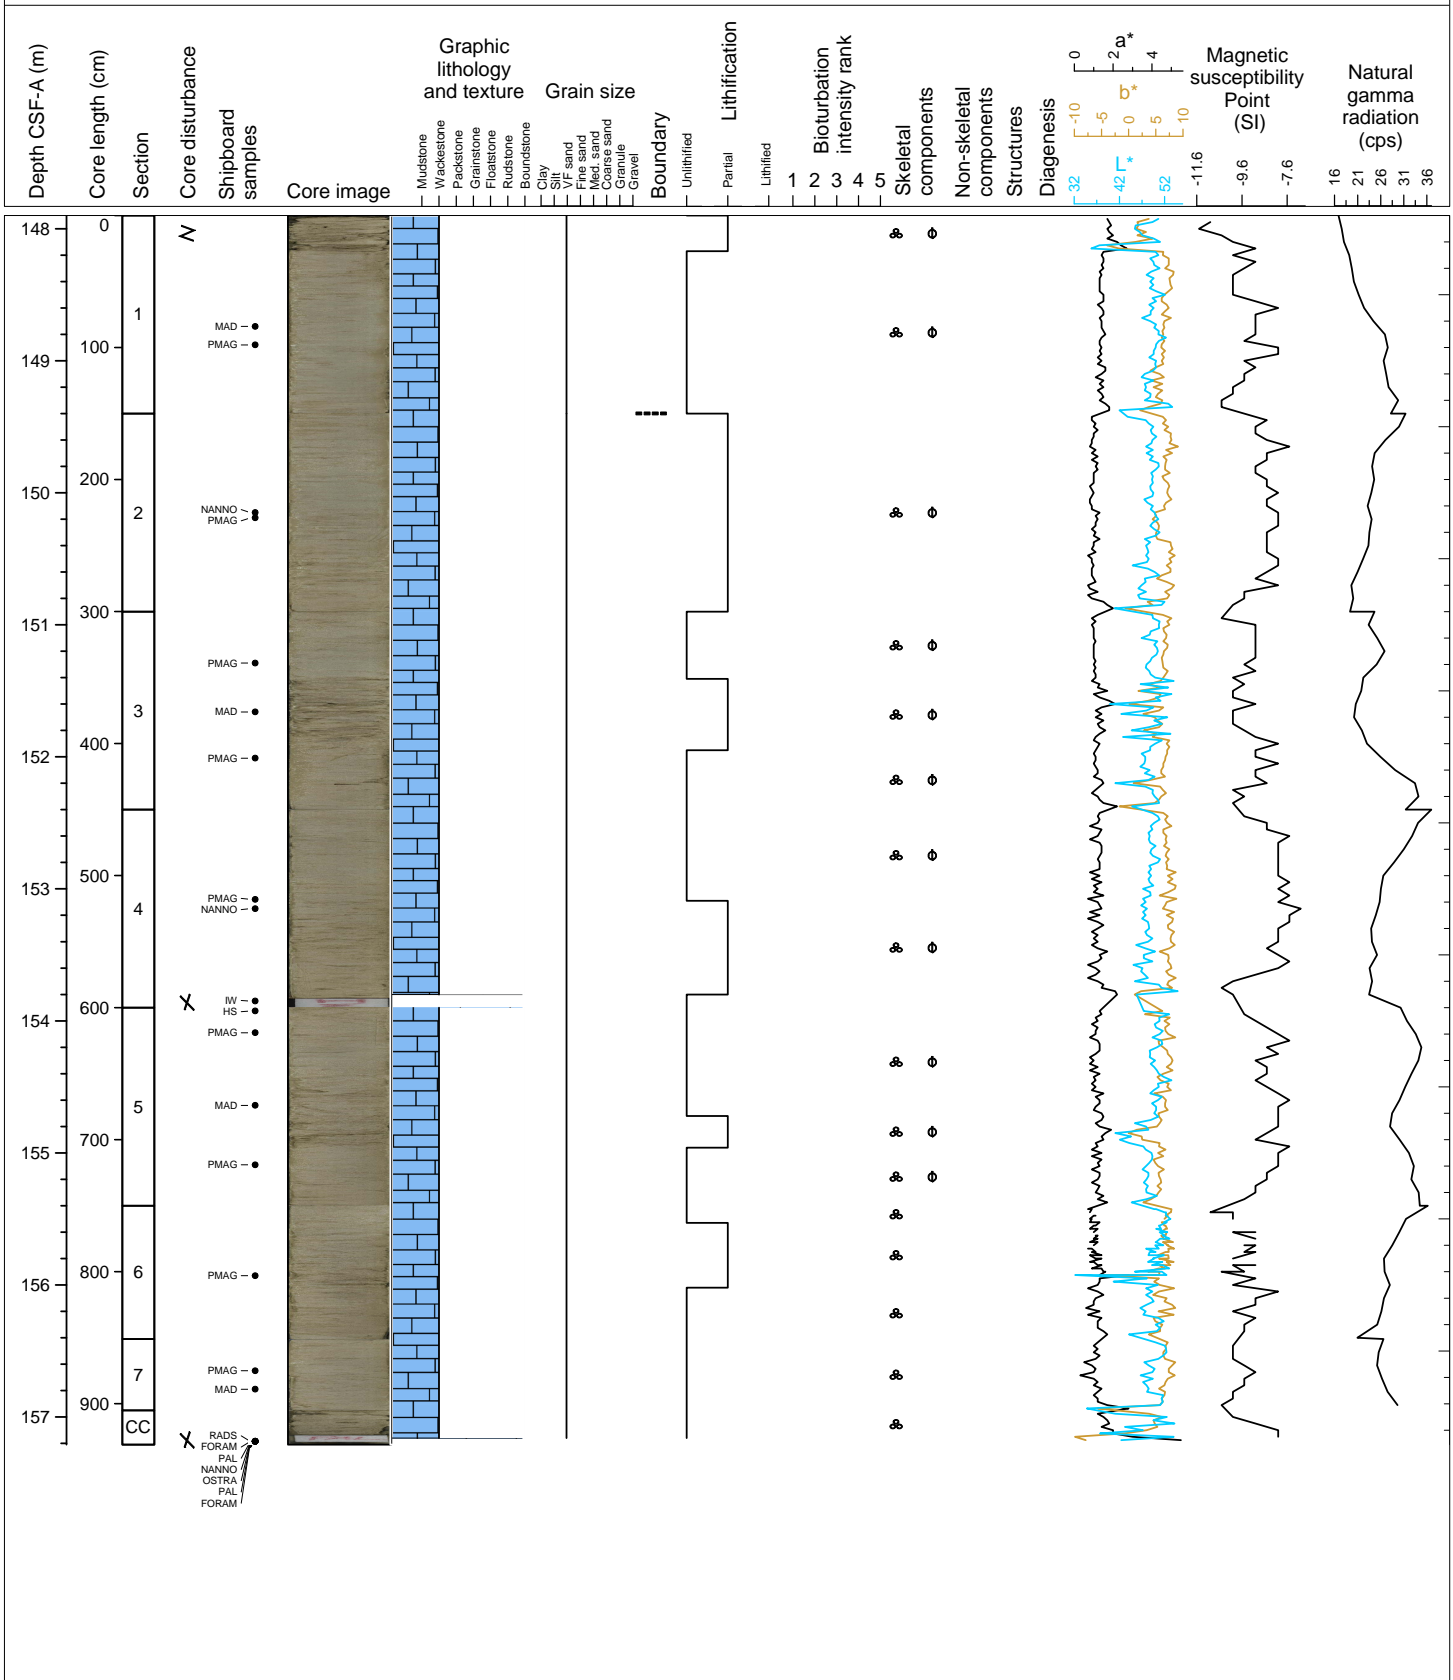 Depth CSF-A (m)
Core length (cm)
Section
Core disturbance
Shipboard
samples
Core image
Graphic
lithology
and texture
Mudstone
Wackestone
Packstone
Grainstone
Floatstone
Rudstone
Boundstone
Grain size
Clay
Silt
VF sand
Fine sand
Med. sand
Coarse sand
Granule
Gravel
Boundary
Lithification
Unlithified
Partial
Lithified
Bioturbation
intensity rank
1 2 3 4 5
Skeletal
components
Non-skeletal
components
Structures
Diagenesis
a*
0 2 4
b*
-10 -5 0 5 10
L*
32 42 52
Magnetic
susceptibility
Point
(SI)
-11.6 -9.6 -7.6
Natural
gamma
radiation
(cps)
16 21 26 31 36
148
149
150
151
152
153
154
155
156
157
0
100
200
300
400
500
600
700
800
900
1
2
3
4
5
6
7
CC
MAD
PMAG
NANNO
PMAG
PMAG
MAD
PMAG
PMAG
NANNO
IW
HS
PMAG
MAD
PMAG
PMAG
PMAG
MAD
RADS
FORAM
PAL
NANNO
OSTRA
PAL
FORAM